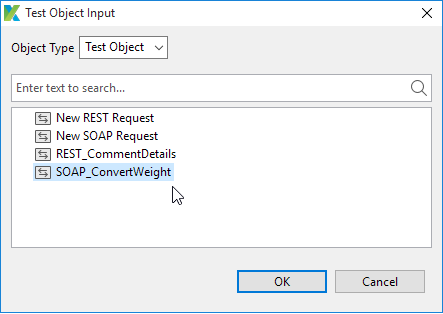 Test Object Input
Object Type Test Object
Enter text to search...
New REST Request
New SOAP Request
REST_CommentDetails
SOAP_ConvertWeight
OK Cancel